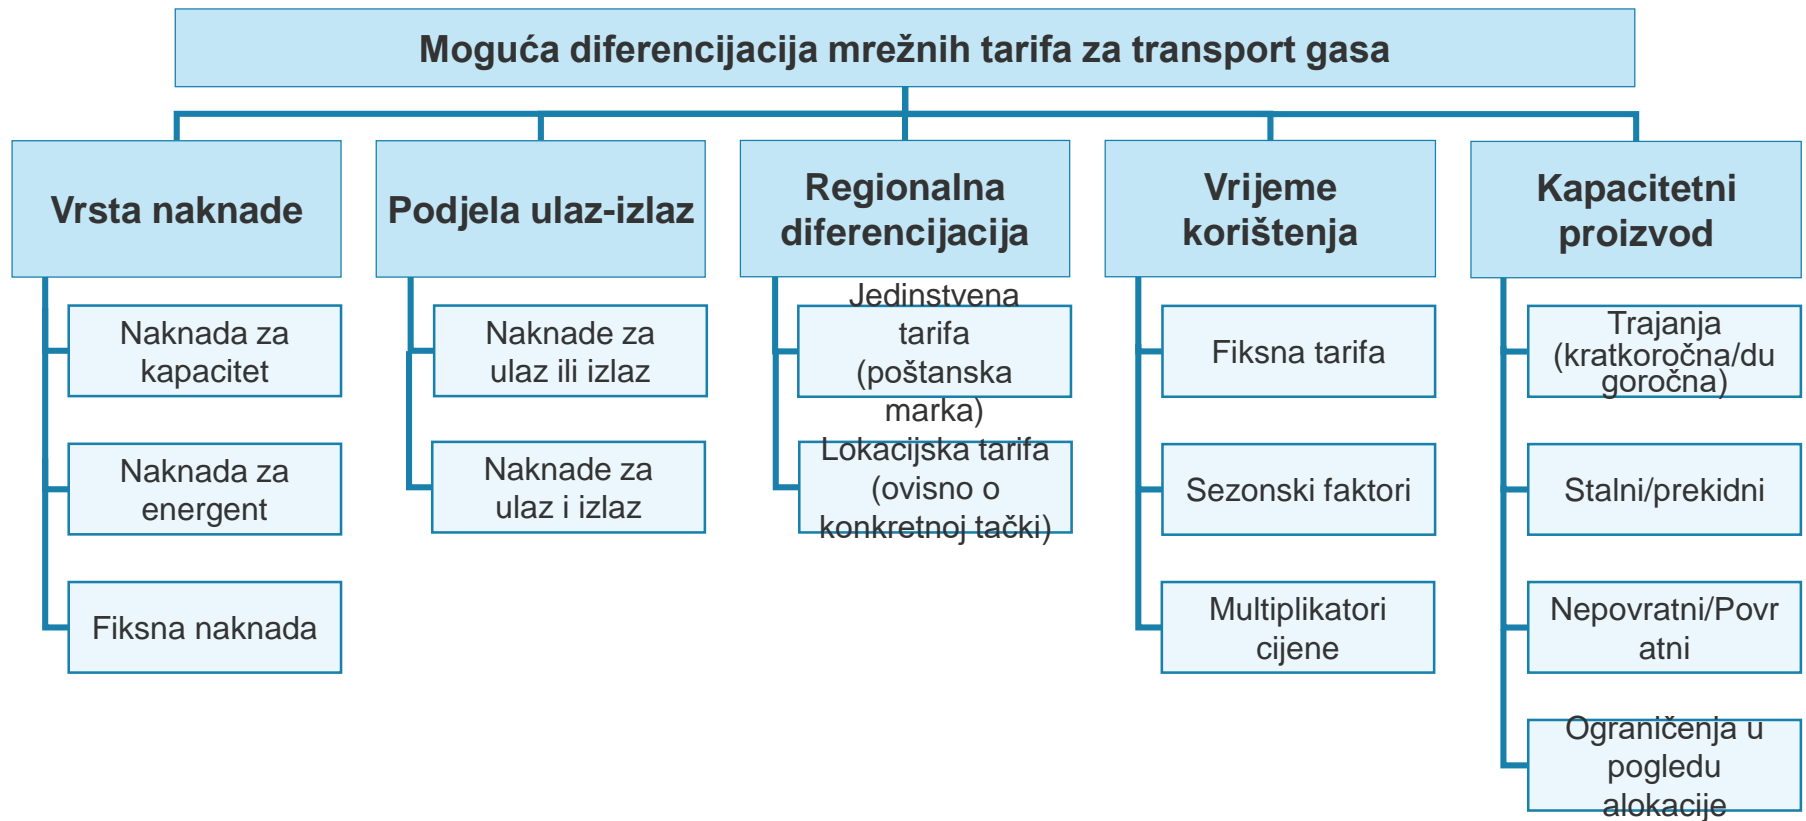 Moguća diferencijacija mrežnih tarifa za transport gasa
Vrsta naknade
Naknada za
kapacitet
Naknada za
energent
Fiksna naknada
Podjela ulaz-izlaz
Naknade za
ulaz ili izlaz
Naknade za
ulaz i izlaz
Regionalna
diferencijacija
Jedinstvena
tarifa
(poštanska
marka)
Lokacijska tarifa
(ovisno o
konkretnoj tački)
Vrijeme
korištenja
Fiksna tarifa
Sezonski faktori
Multiplikatori
cijene
Kapacitetni
proizvod
Trajanja
(kratkoročna/du
goročna)
Stalni/prekidni
Nepovratni/Povr
atni
Ograničenja u
pogledu
alokacije